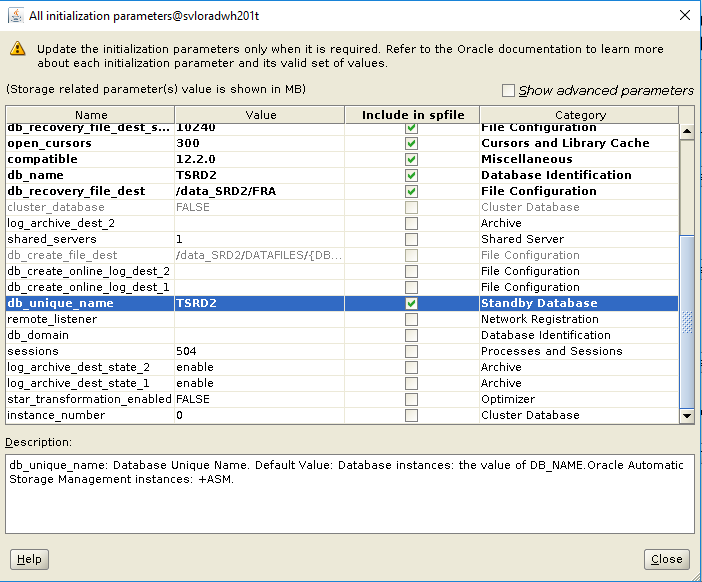 All initialization parameters@svloradwh201t
Update the initialization parameters only when it is required. Refer to the Oracle documentation to learn more
about each initialization parameter and its valid set of values.
(Storage related parameter(s) value is shown in MB)
Show advanced parameters
Name Value Include in spfile Category
db_recovery_file_dest_s... 10240 File Configuration
open_cursors 300 Cursors and Library Cache
compatible 12.2.0 Miscellaneous
db_name TSRD2 Database Identification
db_recovery_file_dest /data_SRD2/FRA File Configuration
cluster_database FALSE Cluster Database
log_archive_dest_2 Archive
shared_servers 1 Shared Server
db_create_file_dest /data_SRD2/DATAFILES/{DB... File Configuration
db_create_online_log_dest_2 File Configuration
db_create_online_log_dest_1 File Configuration
db_unique_name TSRD2 Standby Database
remote_listener Network Registration
db_domain Database Identification
sessions 504 Processes and Sessions
log_archive_dest_state_2 enable Archive
log_archive_dest_state_1 enable Archive
star_transformation_enabled FALSE Optimizer
instance_number 0 Cluster Database
Description:
db_unique_name: Database Unique Name. Default Value: Database instances: the value of DB_NAME.Oracle Automatic
Storage Management instances: +ASM.
Help Close